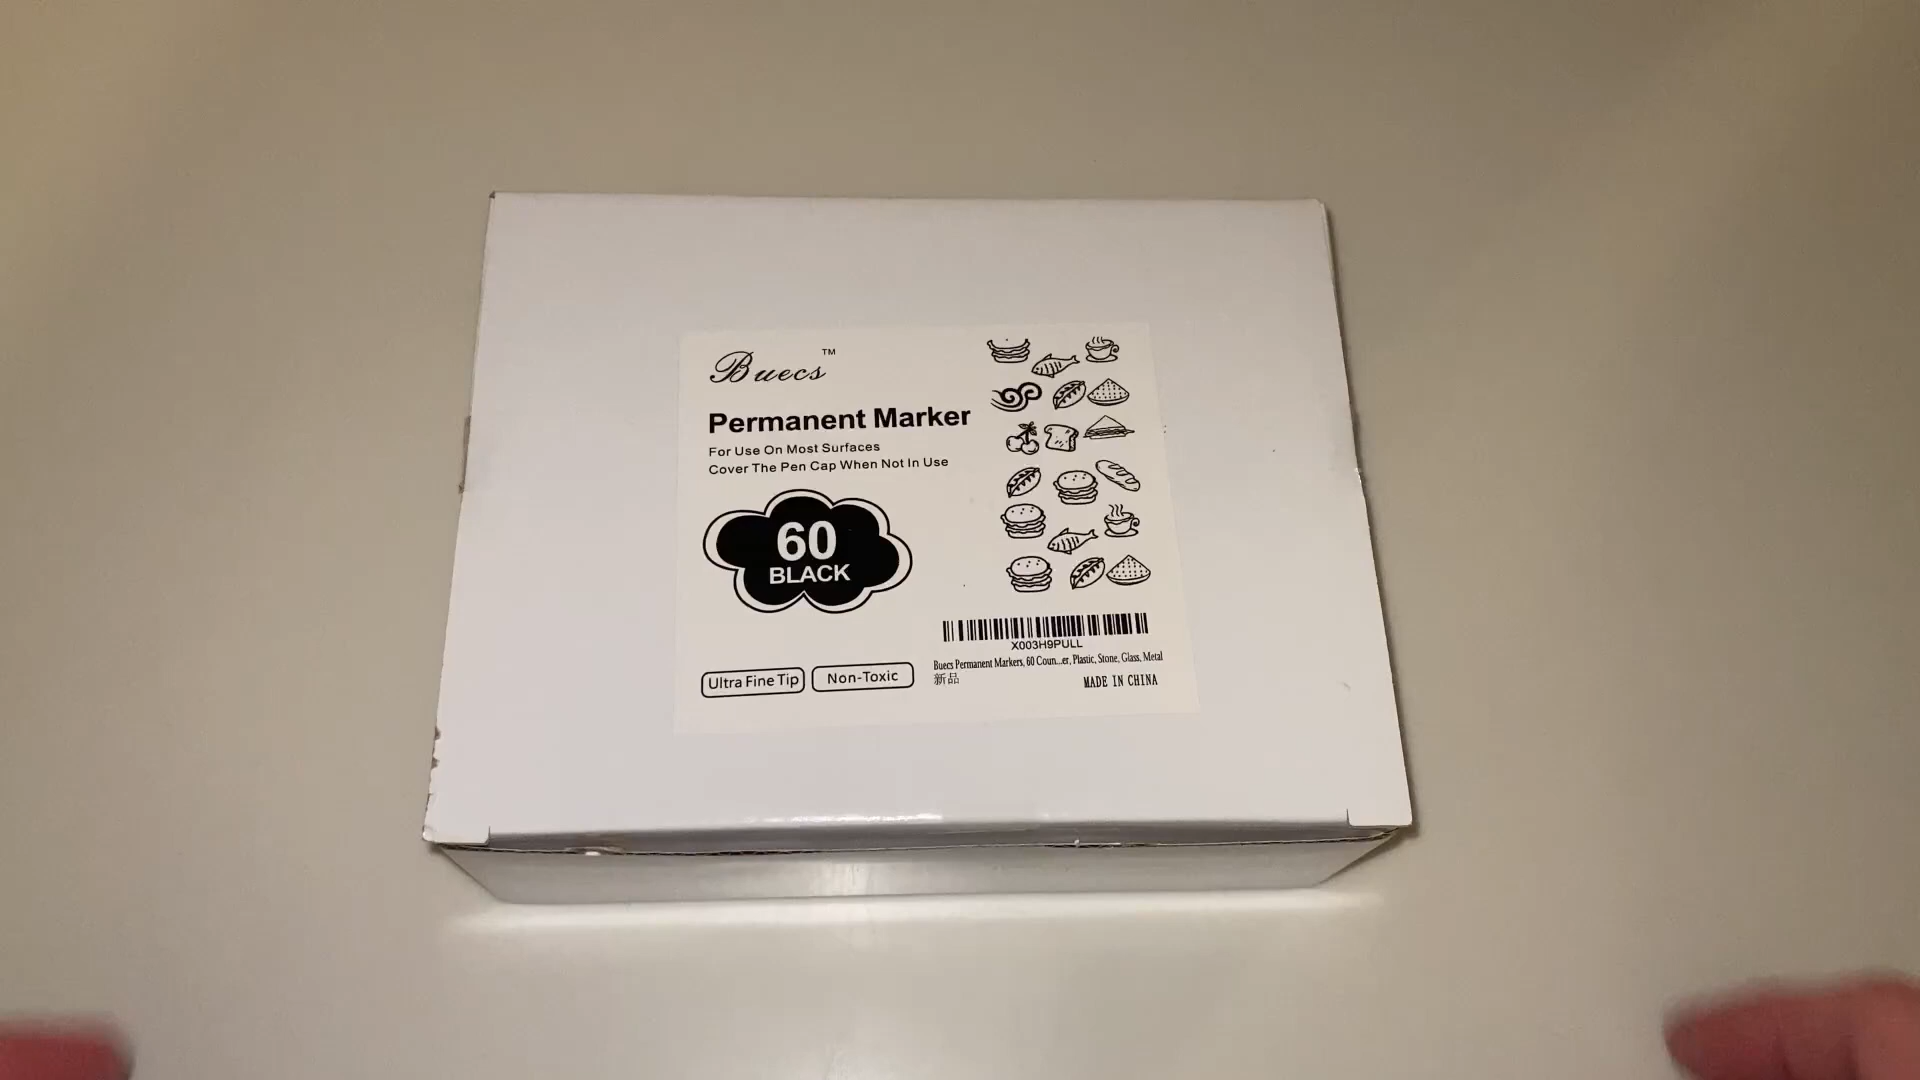 Buecs™
Permanent Marker
For Use On Most Surfaces
Cover The Pen Cap When Not In Use
60
BLACK
Ultra Fine Tip
Non-Toxic
X003H9PULL
Buecs Permanent Markers, 60 Coun...er, Plastic, Stone, Glass, Metal
新品
MADE IN CHINA